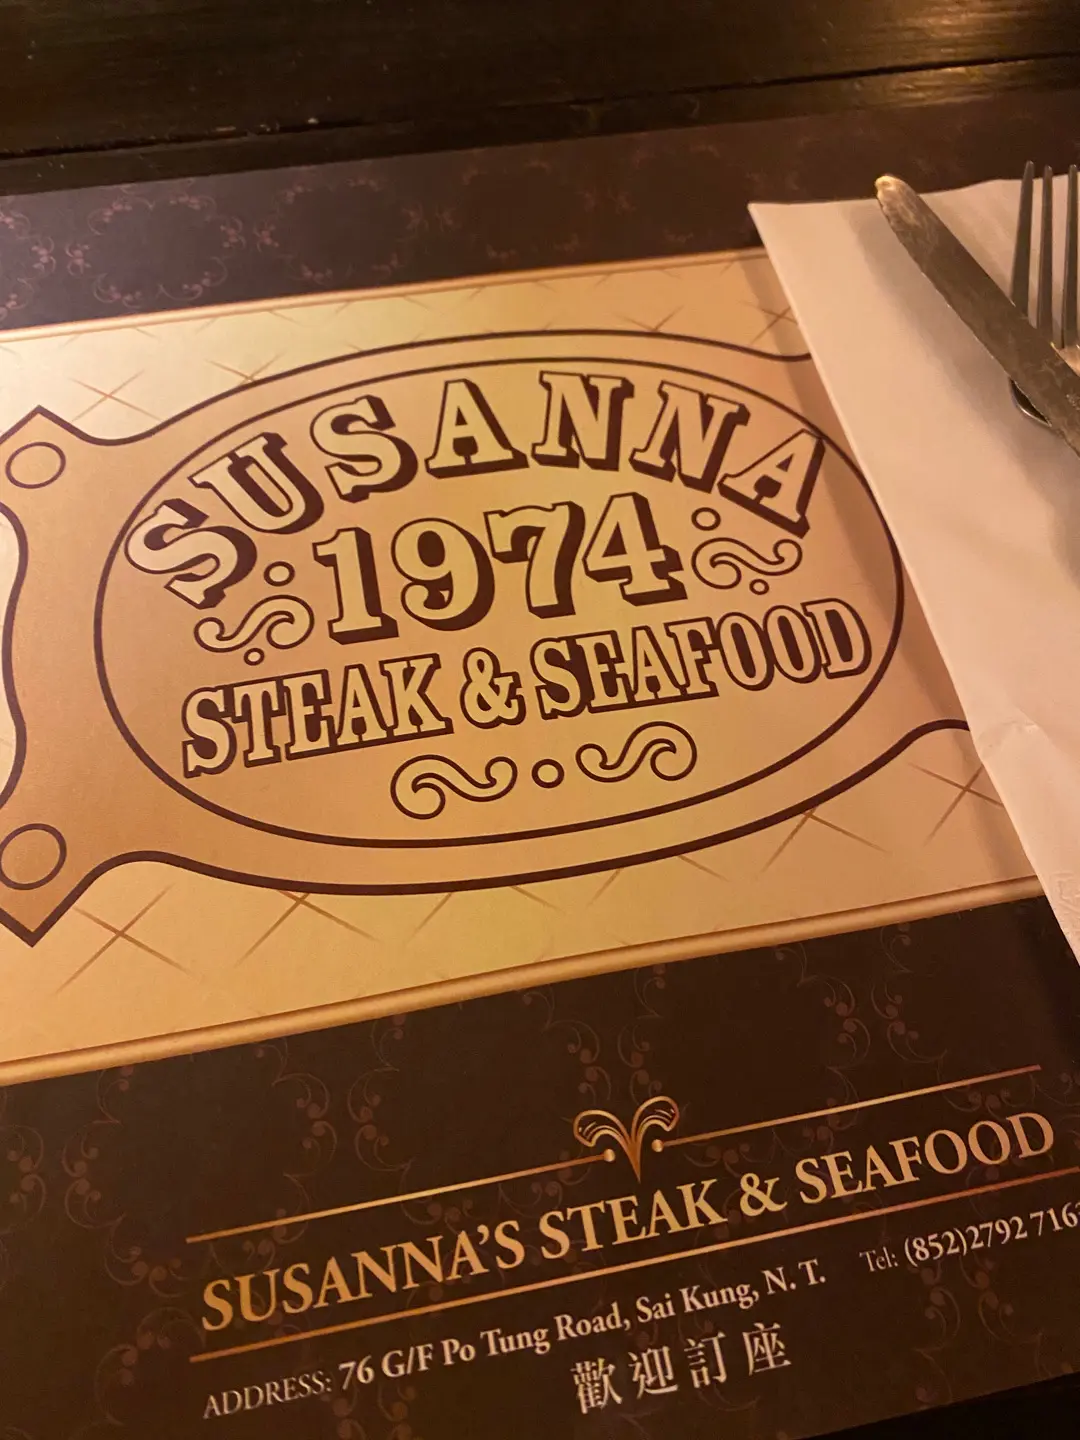 SUSANNA
1974
STEAK & SEAFOOD
SUSANNA'S STEAK & SEAFOOD
ADDRESS: 76 G/F Po Tung Road, Sai Kung, N. T. Tel: (852)2792
歡迎訂座